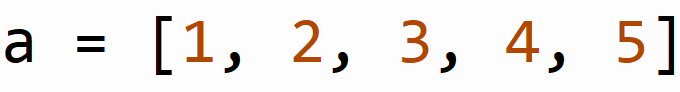 a = [1, 2, 3, 4, 5]